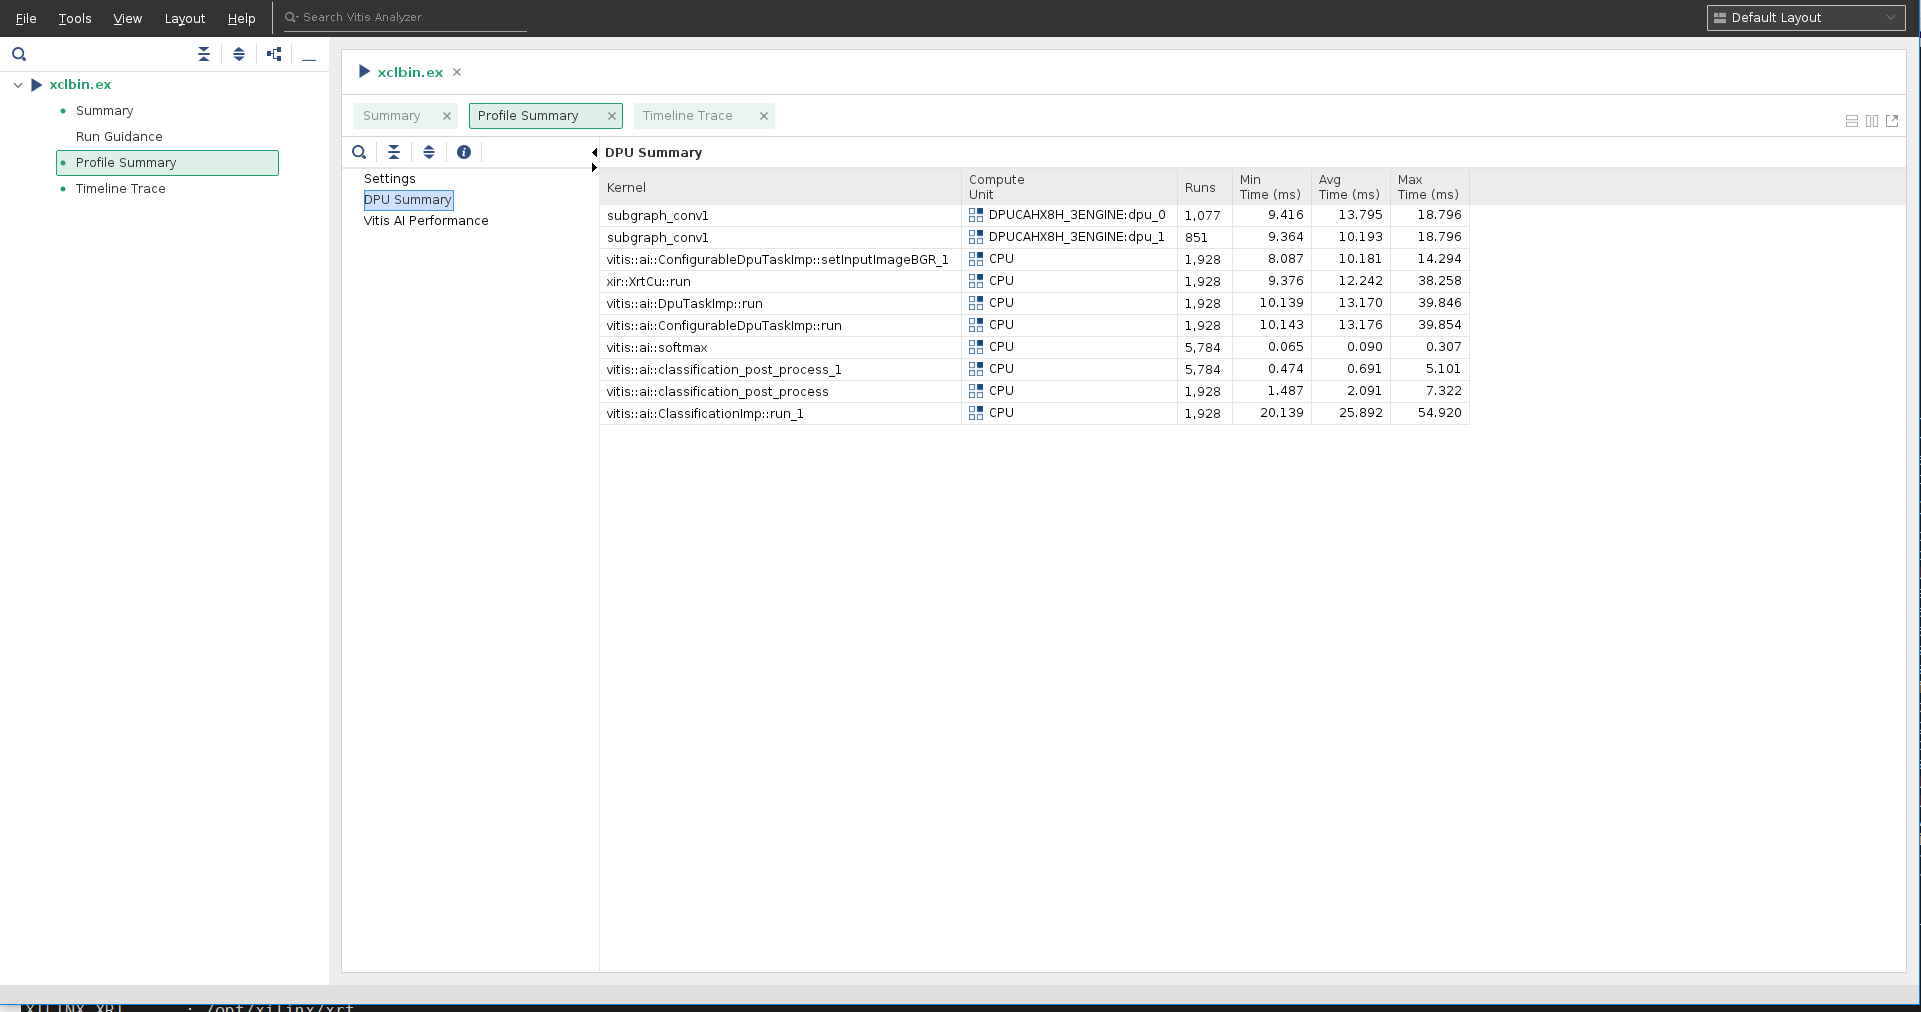 File Tools View Layout Help Search Vitis Analyzer Default Layout
xclbin.ex
Summary
Run Guidance
Profile Summary
Timeline Trace
xclbin.ex
Summary Profile Summary Timeline Trace
Settings
DPU Summary
Vitis AI Performance
DPU Summary
Kernel Compute Unit Runs Min Time (ms) Avg Time (ms) Max Time (ms)
subgraph_conv1 DPUCAHX8H_3ENGINE:dpu_0 1,077 9.416 13.795 18.796
subgraph_conv1 DPUCAHX8H_3ENGINE:dpu_1 851 9.364 10.193 18.796
vitis::ai::ConfigurableDpuTaskImp::setInputImageBGR_1 CPU 1,928 8.087 10.181 14.294
xir::XrtCu::run CPU 1,928 9.376 12.242 38.258
vitis::ai::DpuTaskImp::run CPU 1,928 10.139 13.170 39.846
vitis::ai::ConfigurableDpuTaskImp::run CPU 1,928 10.143 13.176 39.854
vitis::ai::softmax CPU 5,784 0.065 0.090 0.307
vitis::ai::classification_post_process_1 CPU 5,784 0.474 0.691 5.101
vitis::ai::classification_post_process CPU 1,928 1.487 2.091 7.322
vitis::ai::ClassificationImp::run_1 CPU 1,928 20.139 25.892 54.920
XILINX_XRT : /opt/xilinx/xrt